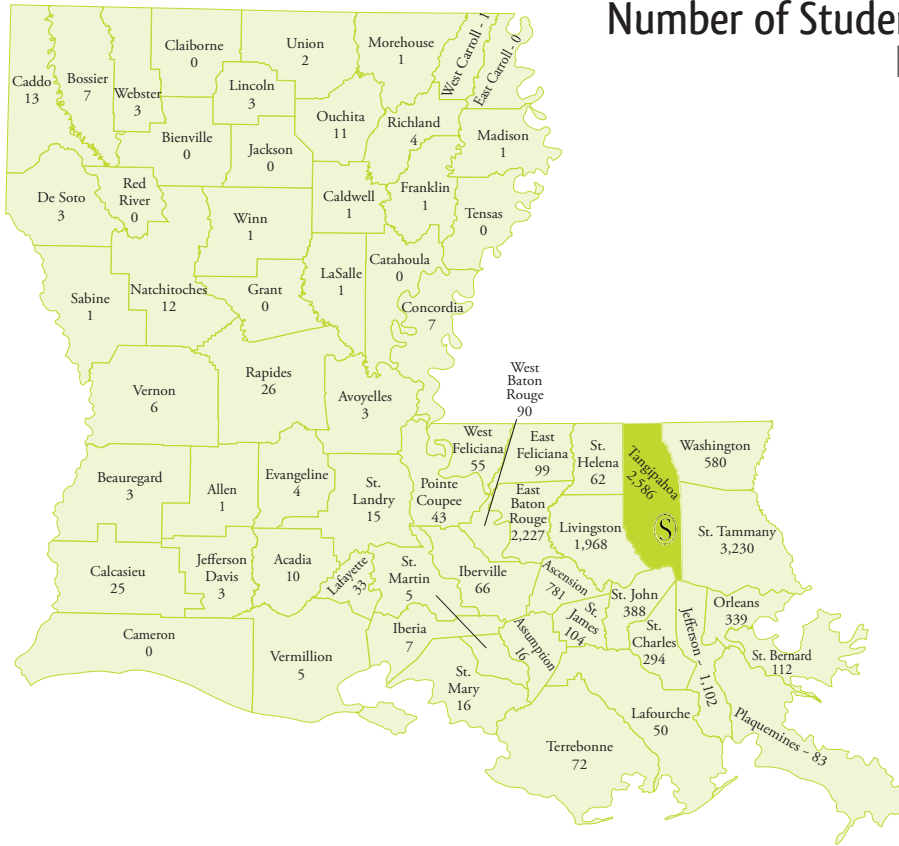 Number of Studen
Claiborne
0
Union
2
Morehouse
1
West Carroll - 1
East Carroll - 0
Caddo
13
Bossier
7
Webster
3
Lincoln
3
Ouchita
11
Richland
4
Madison
1
Bienville
0
Jackson
0
De Soto
3
Red
River
0
Caldwell
1
Franklin
1
Tensas
0
Winn
1
Sabine
1
Natchitoches
12
Grant
0
LaSalle
1
Catahoula
0
Concordia
7
Vernon
6
Rapides
26
Avoyelles
3
West
Baton
Rouge
90
West
Feliciana
55
East
Feliciana
99
St.
Helena
62
Tangipahoa
2,586
Washington
580
Beauregard
3
Allen
1
Evangeline
4
St.
Landry
15
Pointe
Coupee
43
East
Baton
Rouge
2,227
Livingston
1,968
S
St. Tammany
3,230
Calcasieu
25
Jefferson
Davis
3
Acadia
10
Lafayette
33
St.
Martin
5
Iberville
66
Ascension
781
St.
James
104
St. John
388
St.
Charles
294
Jefferson ~ 1,102
Orleans
339
St. Bernard
112
Cameron
0
Vermillion
5
Iberia
7
St.
Mary
16
Assumption
16
Terrebonne
72
Lafourche
50
Plaquemines ~ 83